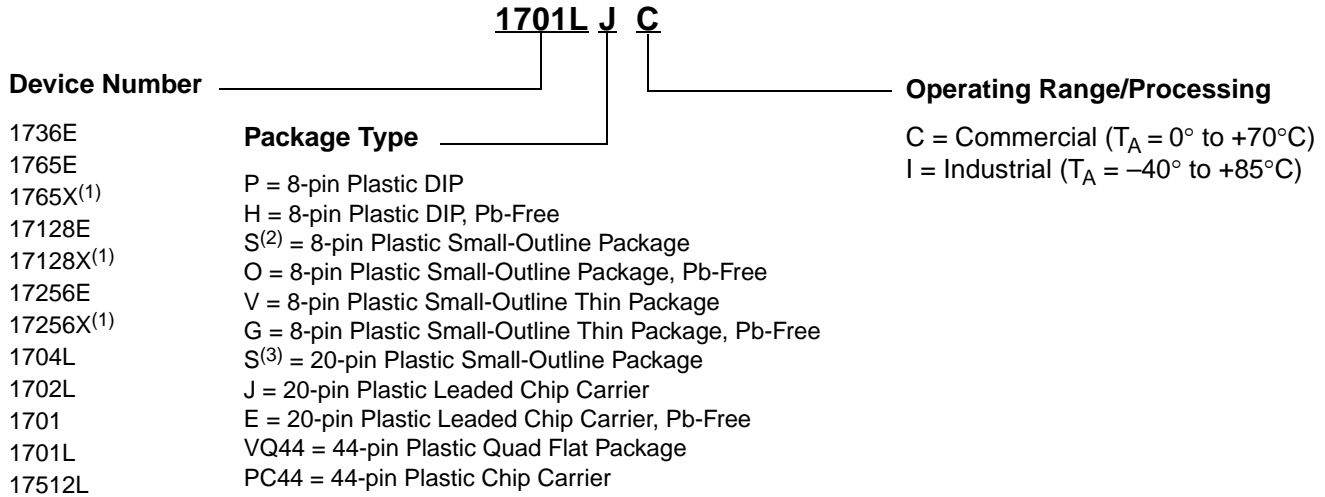 1701L J C
Device Number
1736E
1765E
1765X(1)
17128E
17128X(1)
17256E
17256X(1)
1704L
1702L
1701
1701L
17512L
Package Type
P = 8-pin Plastic DIP
H = 8-pin Plastic DIP, Pb-Free
S(2) = 8-pin Plastic Small-Outline Package
O = 8-pin Plastic Small-Outline Package, Pb-Free
V = 8-pin Plastic Small-Outline Thin Package
G = 8-pin Plastic Small-Outline Thin Package, Pb-Free
S(3) = 20-pin Plastic Small-Outline Package
J = 20-pin Plastic Leaded Chip Carrier
E = 20-pin Plastic Leaded Chip Carrier, Pb-Free
VQ44 = 44-pin Plastic Quad Flat Package
PC44 = 44-pin Plastic Chip Carrier
Operating Range/Processing
C = Commercial (TA = 0° to +70°C)
I = Industrial (TA = –40° to +85°C)